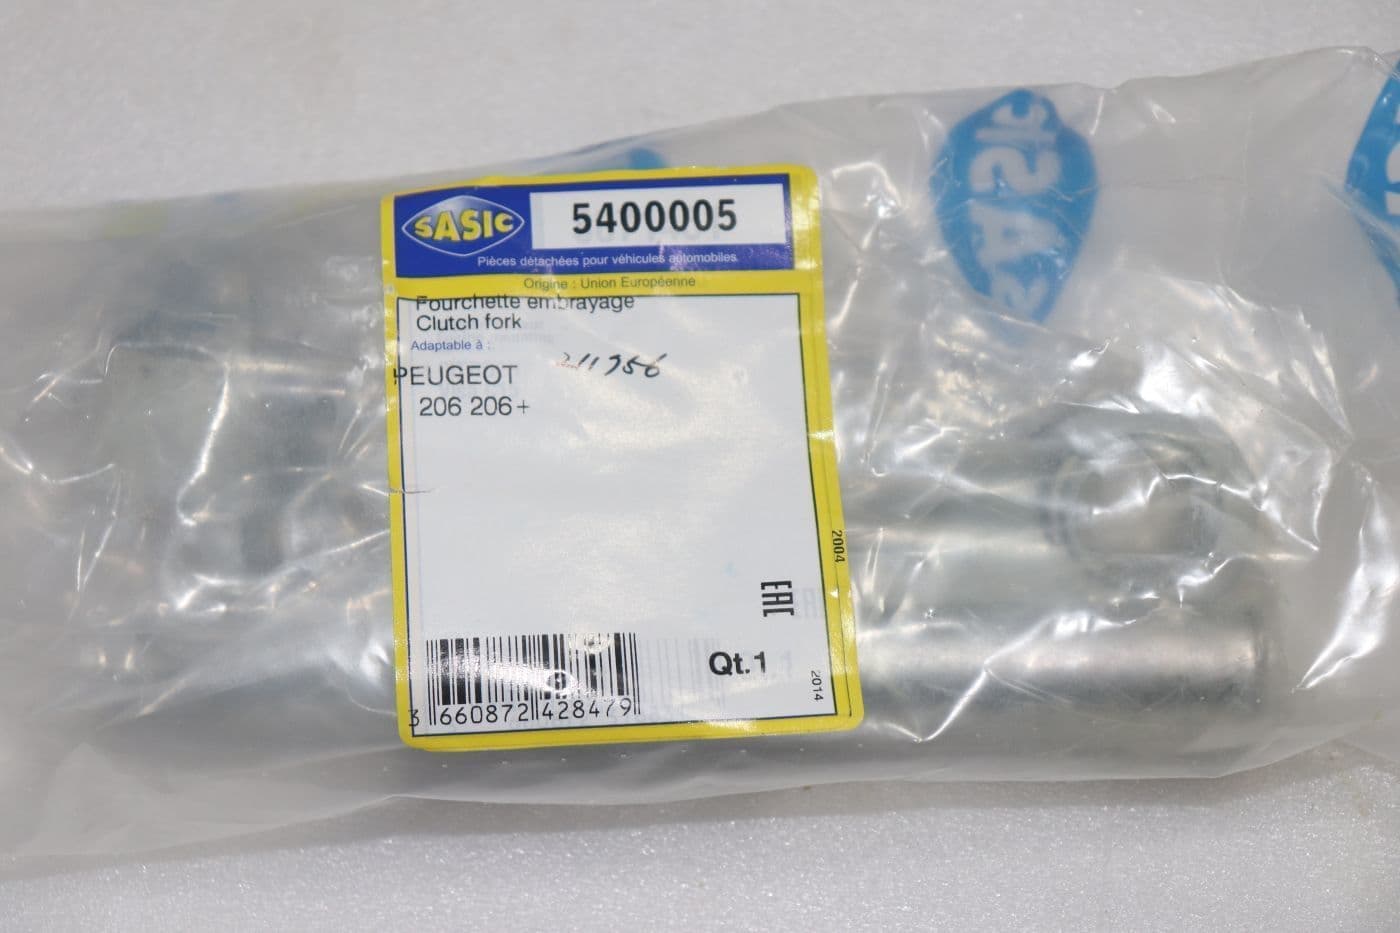 SASIC
5400005
Pièces détachées pour véhicules automobiles
Origine : Union Européenne
Fourchette embrayage
Clutch fork
Adaptable à :
PEUGEOT
206 206+
2004
EAC
Qt.1
2014
3 660872 428479
SASIC